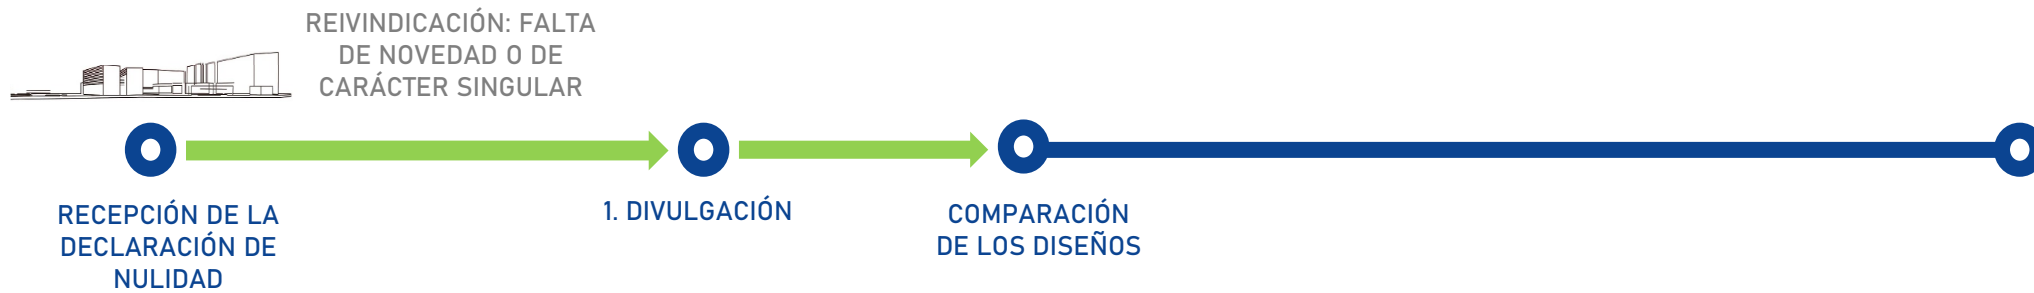 REIVINDICACIÓN: FALTA
DE NOVEDAD O DE
CARÁCTER SINGULAR
RECEPCIÓN DE LA
DECLARACIÓN DE
NULIDAD
1. DIVULGACIÓN
COMPARACIÓN
DE LOS DISEÑOS